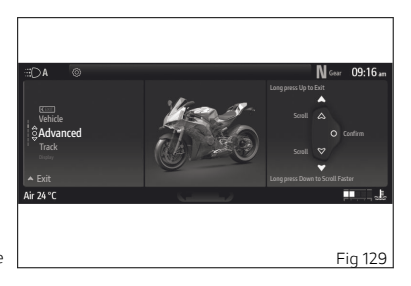 A
N Gear 09:16 am
Long press Up to Exit
Vehicle
Scroll
Advanced
Confirm
Track
Display
Scroll
Exit
Long press Down to Scroll Faster
Air 24 °C
e
Fig 129